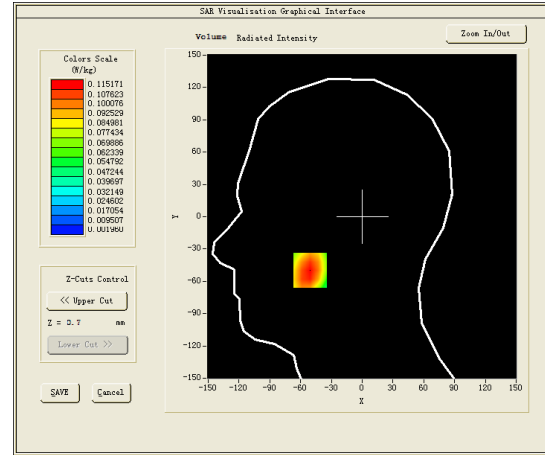 SAR Visualisation Graphical Interface
Volume Radiated Intensity
Zoom In/Out
Colors Scale
(W/kg)
0.115171
0.107623
0.100076
0.092529
0.084981
0.077434
0.069886
0.062339
0.054792
0.047244
0.039697
0.032149
0.024602
0.017054
0.009507
0.001960
Z-Cuts Control
<< Upper Cut
Z = 3.7 mm
Lower Cut >>
SAVE Cancel
150
120
90
60
30
Y 0
-30
-60
-90
-120
-150
-150 -120 -90 -60 -30 0 30 60 90 120 150
X